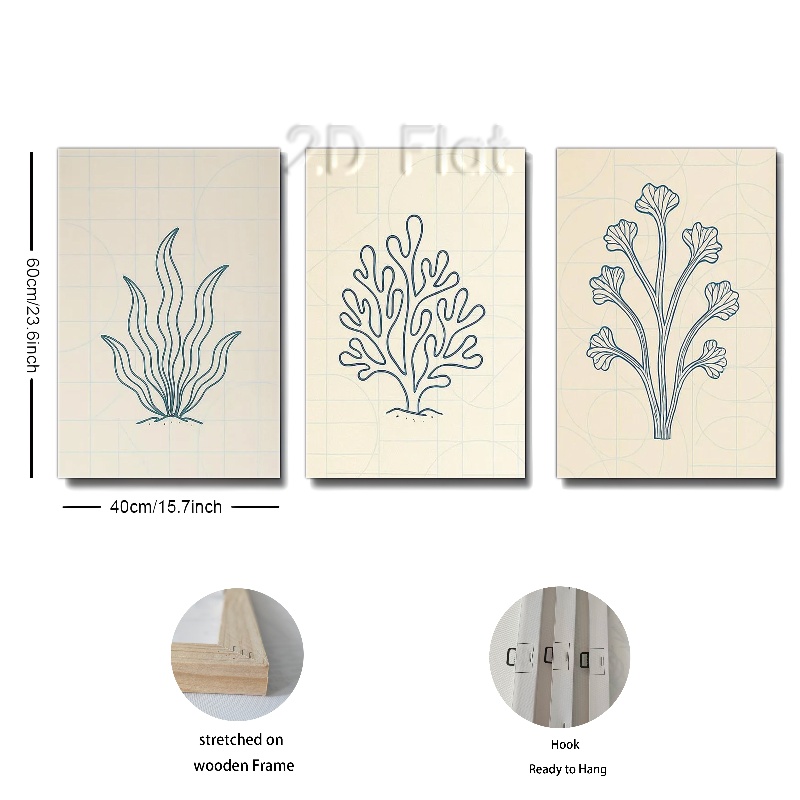 2D Flat
60cm/23.6inch
40cm/15.7inch
stretched on
wooden Frame
Hook
Ready to Hang